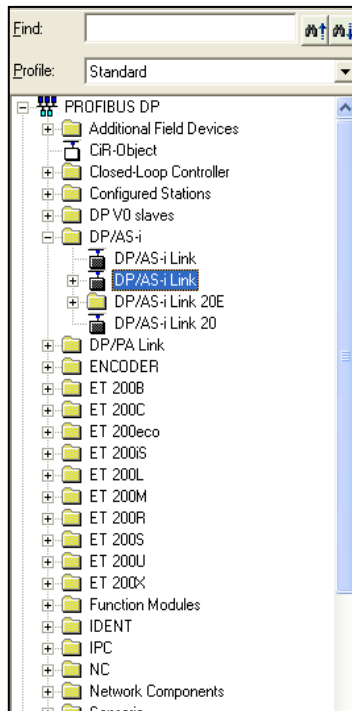 Find:
Profile: Standard
PROFIBUS DP
Additional Field Devices
CiR-Object
Closed-Loop Controller
Configured Stations
DP V0 slaves
DP/AS-i
DP/AS-i Link
DP/AS-i Link
DP/AS-i Link 20E
DP/AS-i Link 20
DP/PA Link
ENCODER
ET 200B
ET 200C
ET 200eco
ET 200iS
ET 200L
ET 200M
ET 200R
ET 200S
ET 200U
ET 200X
Function Modules
IDENT
IPC
NC
Network Components